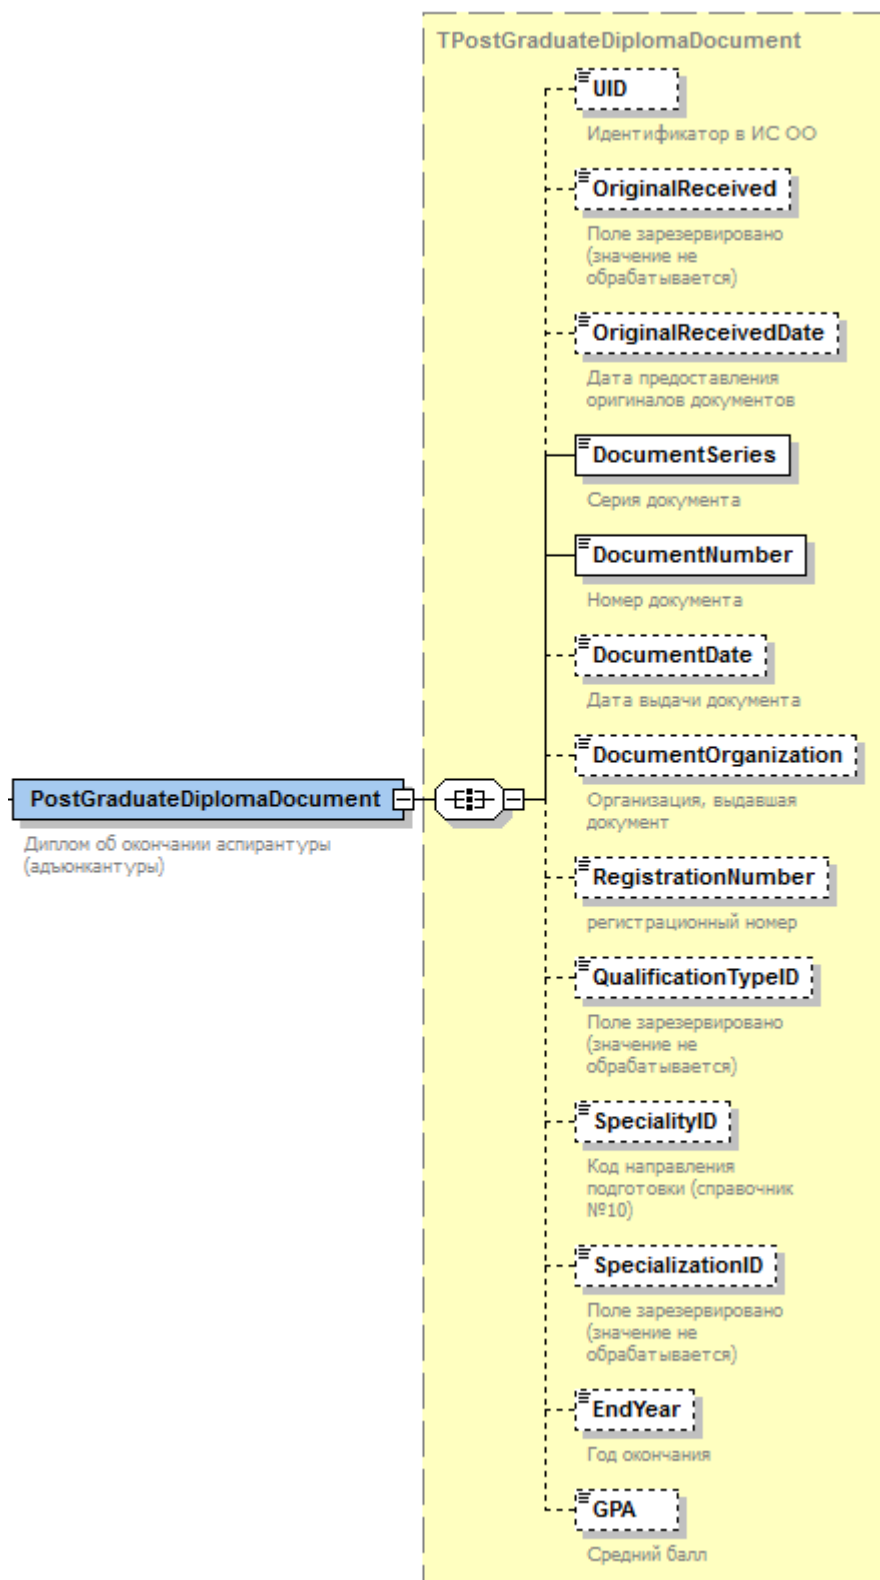 TPostGraduateDiplomaDocument
UID
Идентификатор в ИС ОО
OriginalReceived
Поле зарезервировано
(значение не
обрабатывается)
OriginalReceivedDate
Дата предоставления
оригиналов документов
DocumentSeries
Серия документа
DocumentNumber
Номер документа
DocumentDate
Дата выдачи документа
DocumentOrganization
Организация, выдавшая
документ
PostGraduateDiplomaDocument
Диплом об окончании аспирантуры
(адъюнкантуры)
RegistrationNumber
регистрационный номер
QualificationTypeID
Поле зарезервировано
(значение не
обрабатывается)
SpecialityID
Код направления
подготовки (справочник
№10)
SpecializationID
Поле зарезервировано
(значение не
обрабатывается)
EndYear
Год окончания
GPA
Средний балл